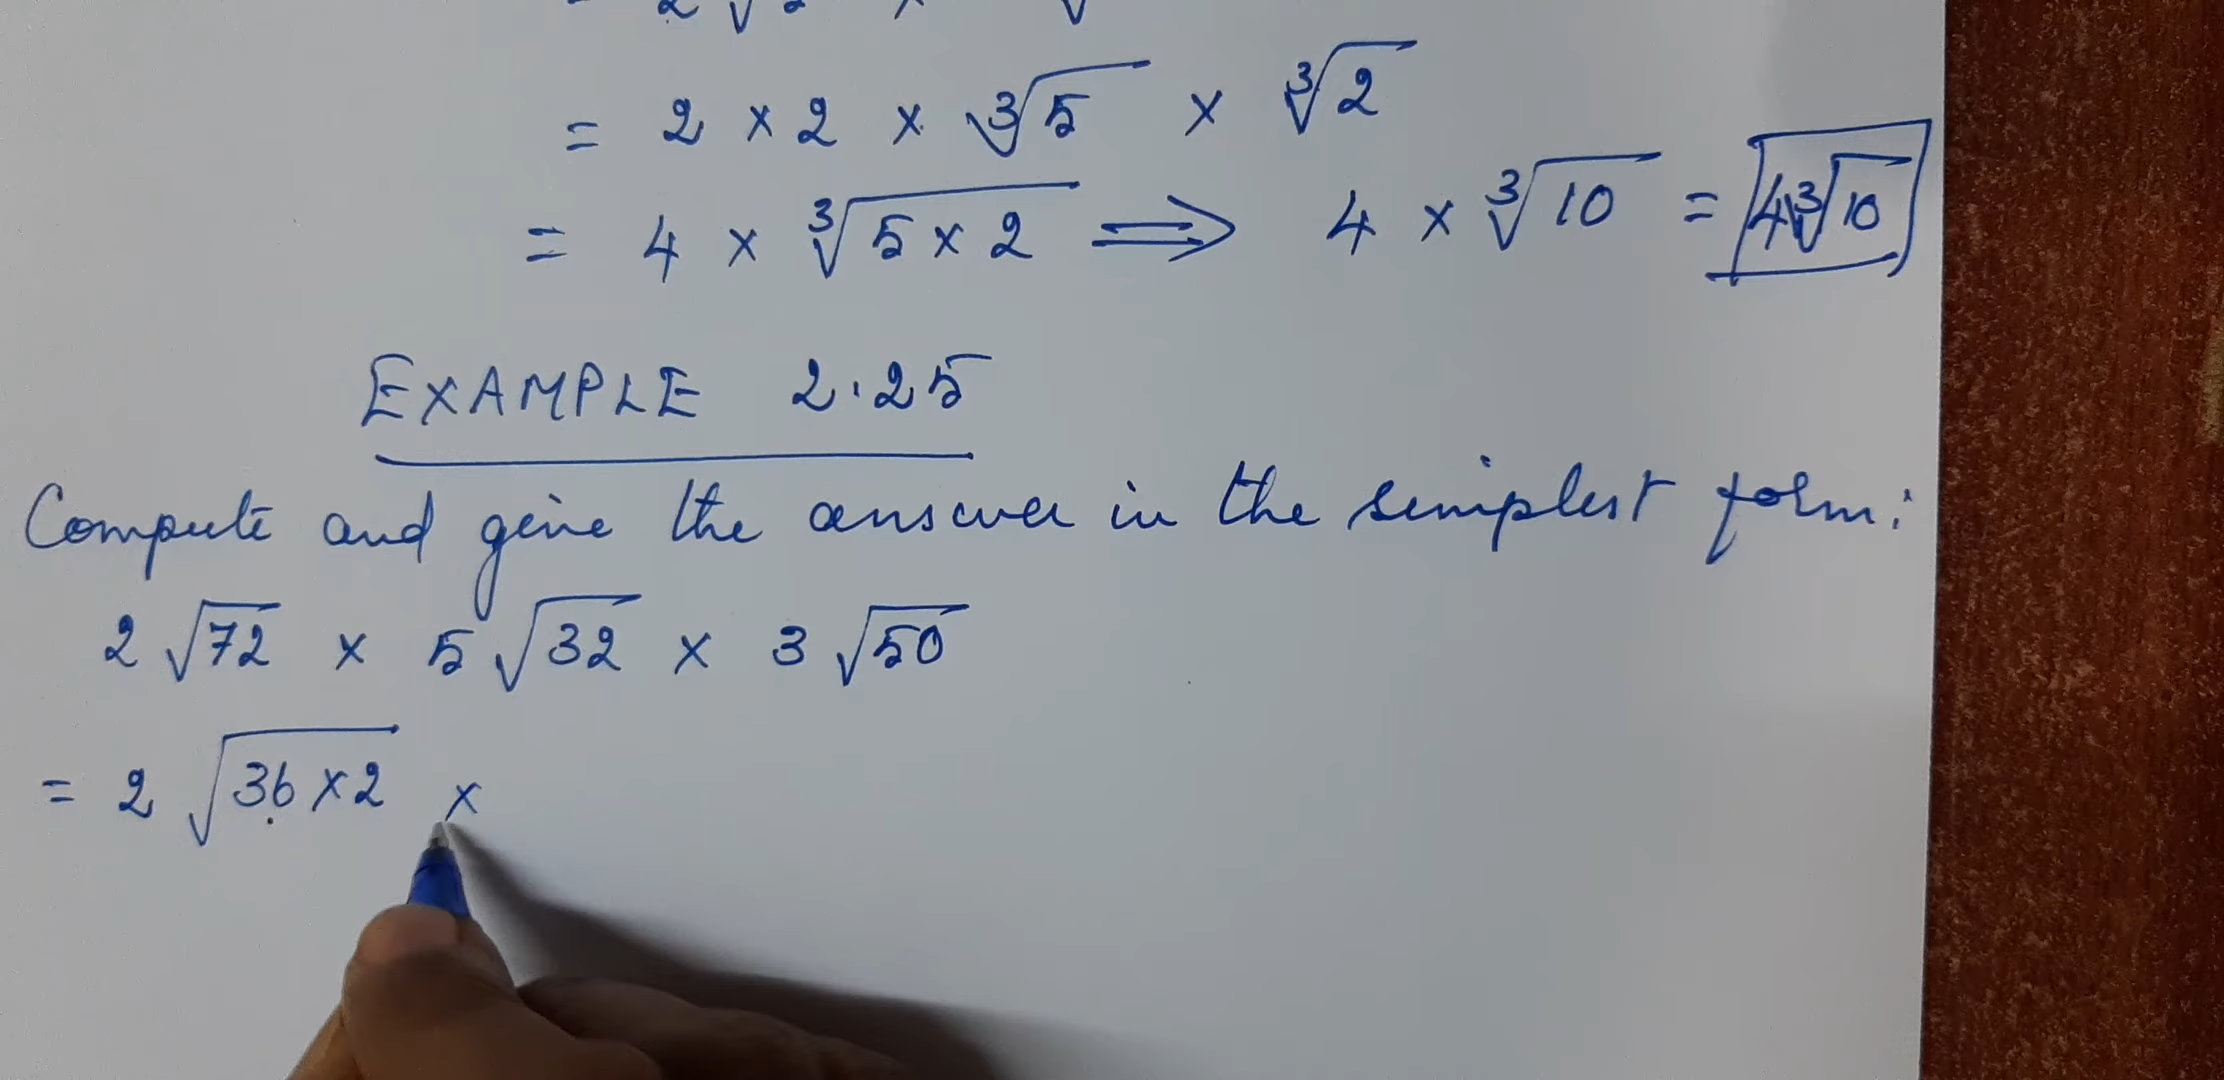 = 2 × 2 × ∛5 × ∛2
= 4 × ∛(5 × 2) ⟹ 4 × ∛10 = 4∛10
EXAMPLE 2.25
Compute and give the answer in the simplest form:
2 √72 × 5 √32 × 3 √50
= 2 √(36 × 2) ×